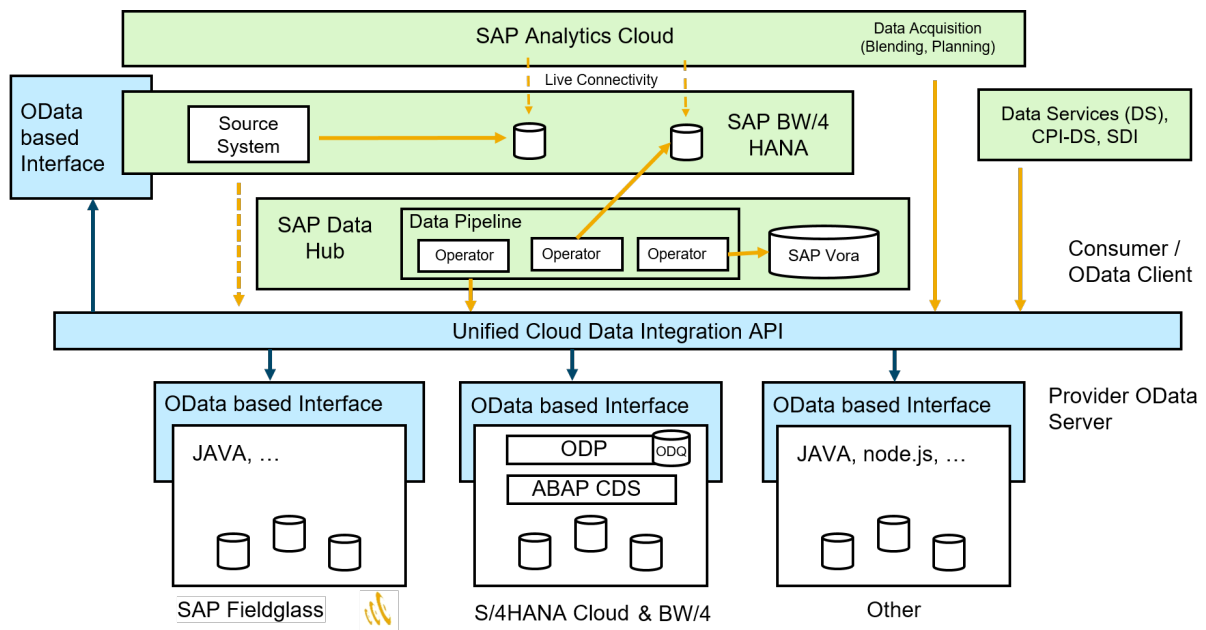 SAP Analytics Cloud
Data Acquisition
(Blending, Planning)
Live Connectivity
OData
based
Interface
Source
System
SAP BW/4
HANA
Data Services (DS),
CPI-DS, SDI
SAP Data
Hub
Data Pipeline
Operator
Operator
Operator
SAP Vora
Consumer /
OData Client
Unified Cloud Data Integration API
OData based Interface
OData based Interface
OData based Interface
Provider OData
Server
JAVA, …
ODP
ODQ
ABAP CDS
JAVA, node.js, …
SAP Fieldglass
S/4HANA Cloud & BW/4
Other